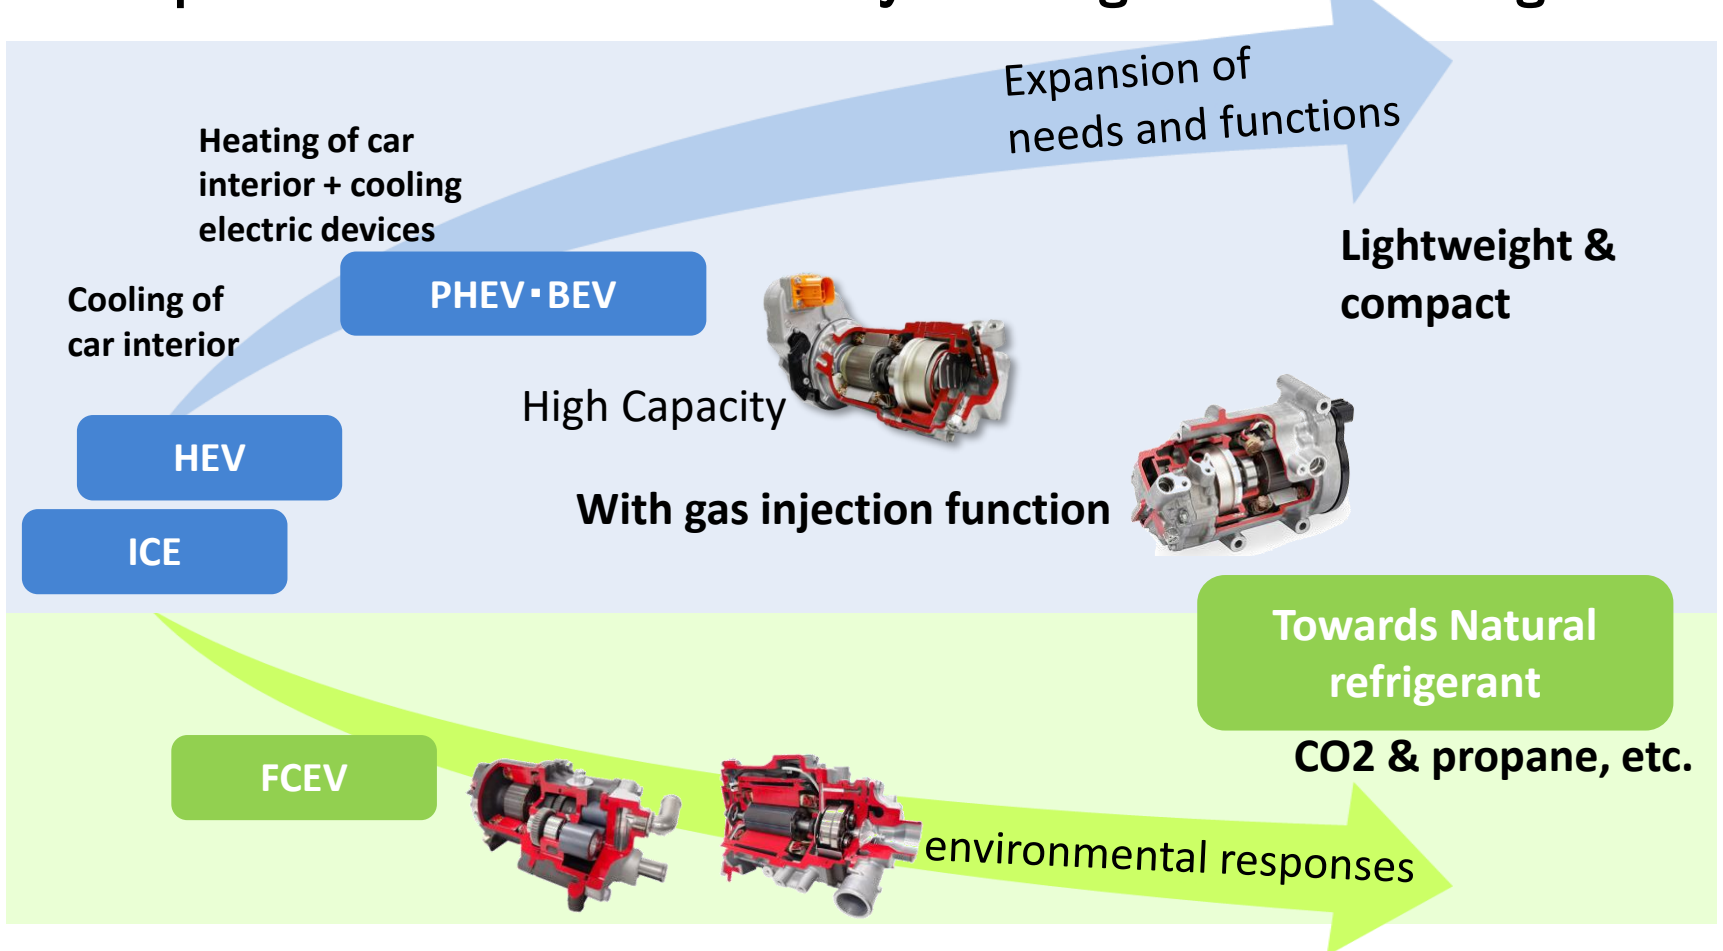 Expansion of
needs and functions
Heating of car
interior + cooling
electric devices
Lightweight &
compact
PHEV･BEV
Cooling of
car interior
High Capacity
HEV
With gas injection function
ICE
Towards Natural
refrigerant
CO2 & propane, etc.
FCEV
environmental responses